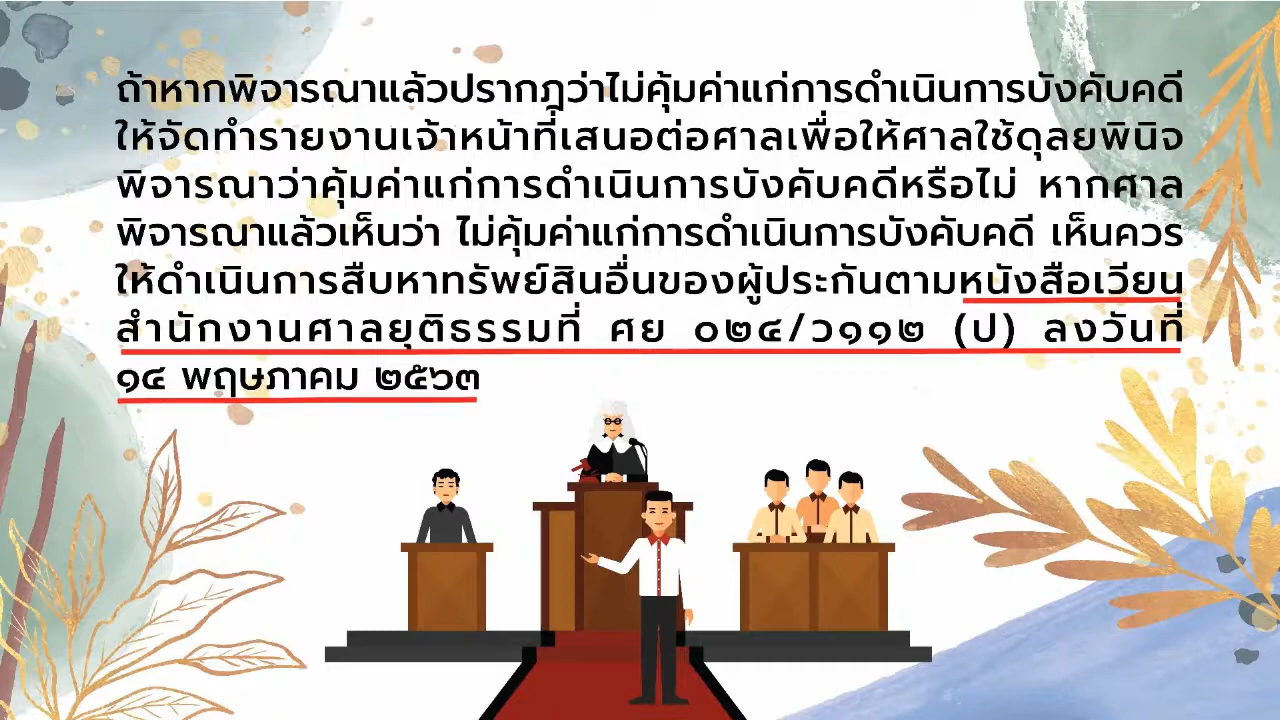 ถ้าหากพิจารณาแล้วปรากฏว่าไม่คุ้มค่าแก่การดำเนินการบังคับคดี
ให้จัดทำรายงานเจ้าหน้าที่เสนอต่อศาลเพื่อให้ศาลใช้ดุลยพินิจ
พิจารณาว่าคุ้มค่าแก่การดำเนินการบังคับคดีหรือไม่ หากศาล
พิจารณาแล้วเห็นว่า ไม่คุ้มค่าแก่การดำเนินการบังคับคดี เห็นควร
ให้ดำเนินการสืบหาทรัพย์สินอื่นของผู้ประกันตามหนังสือเวียน
สำนักงานศาลยุติธรรมที่ ศย ๐๒๔/ว๑๑๒ (ป) ลงวันที่
๑๔ พฤษภาคม ๒๕๖๓